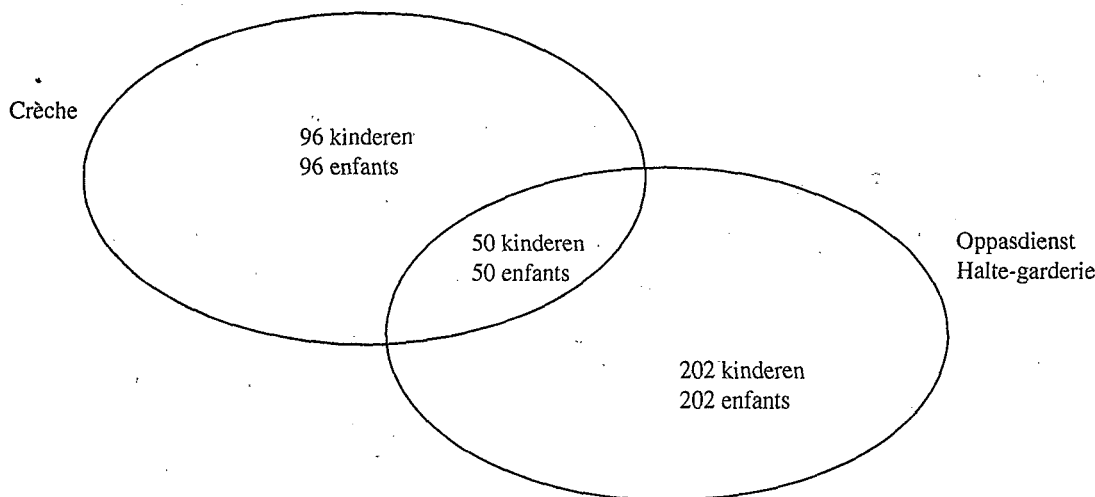 Crèche
96 kinderen
96 enfants
50 kinderen
50 enfants
Oppasdienst
Halte-garderie
202 kinderen
202 enfants